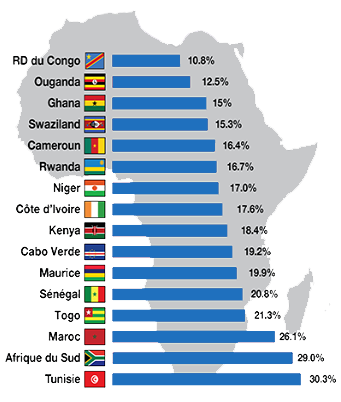 RD du Congo 10.8%
Ouganda 12.5%
Ghana 15%
Swaziland 15.3%
Cameroun 16.4%
Rwanda 16.7%
Niger 17.0%
Côte d'Ivoire 17.6%
Kenya 18.4%
Cabo Verde 19.2%
Maurice 19.9%
Sénégal 20.8%
Togo 21.3%
Maroc 26.1%
Afrique du Sud 29.0%
Tunisie 30.3%